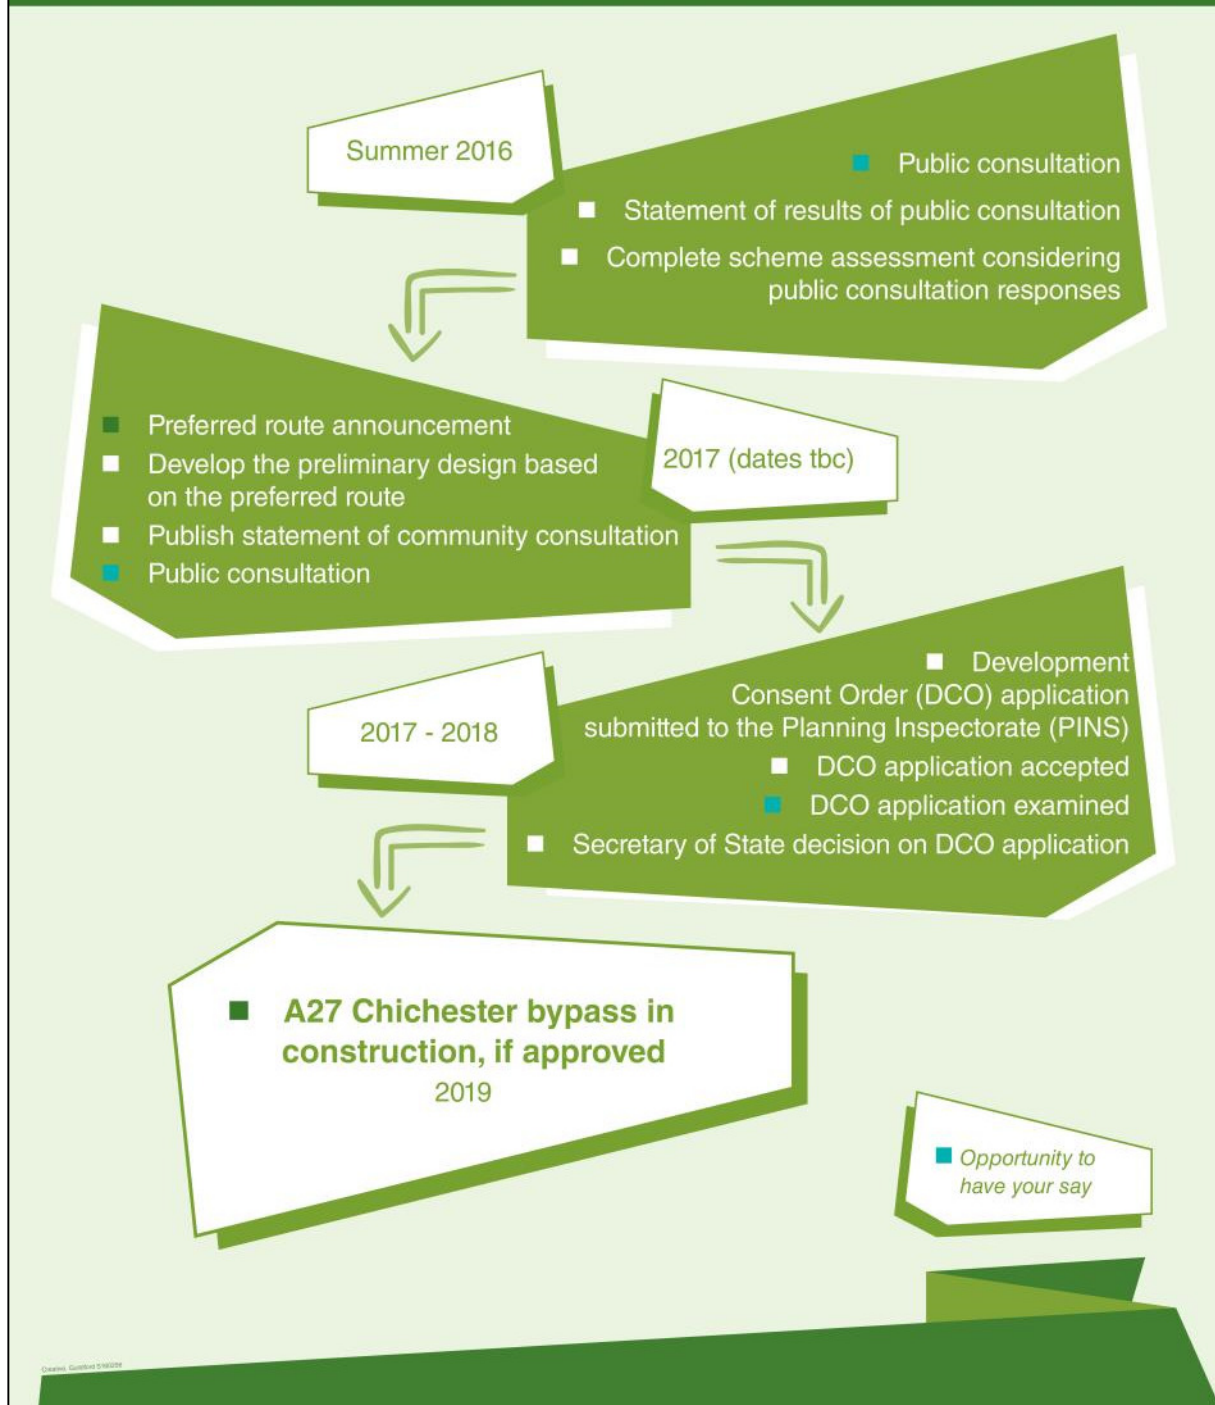 Summer 2016
Public consultation
Statement of results of public consultation
Complete scheme assessment considering
public consultation responses
Preferred route announcement
Develop the preliminary design based
on the preferred route
Publish statement of community consultation
Public consultation
2017 (dates tbc)
2017 - 2018
Development
Consent Order (DCO) application
submitted to the Planning Inspectorate (PINS)
DCO application accepted
DCO application examined
Secretary of State decision on DCO application
A27 Chichester bypass in
construction, if approved
2019
Opportunity to
have your say